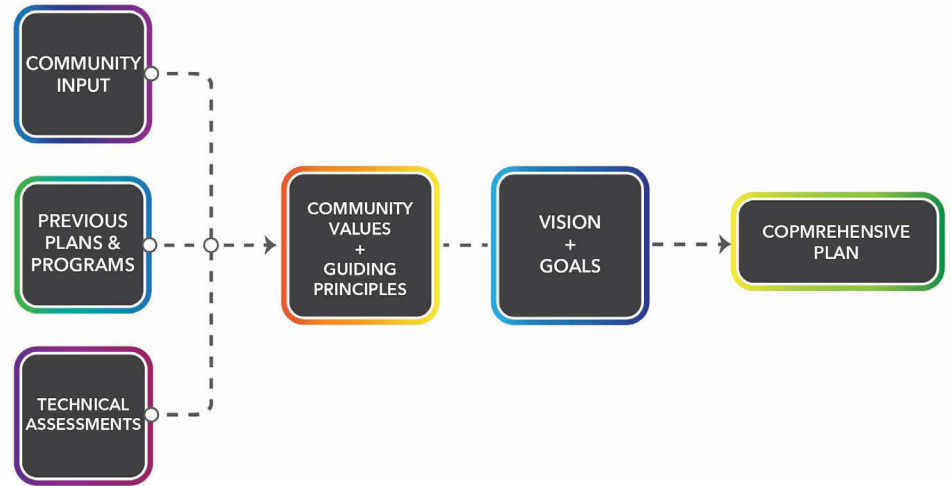 COMMUNITY
INPUT
PREVIOUS
PLANS &
PROGRAMS
TECHNICAL
ASSESSMENTS
COMMUNITY
VALUES
+
GUIDING
PRINCIPLES
VISION
+
GOALS
COPMREHENSIVE
PLAN